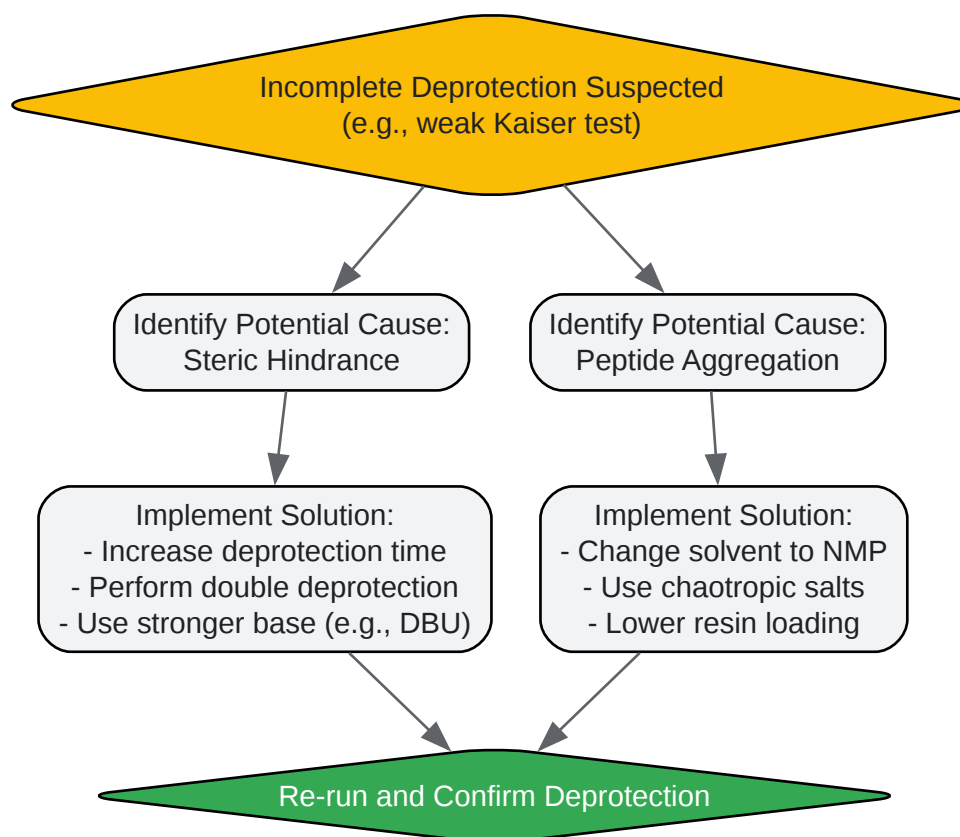 Incomplete Deprotection Suspected
(e.g., weak Kaiser test)
Identify Potential Cause:
Steric Hindrance
Identify Potential Cause:
Peptide Aggregation
Implement Solution:
- Increase deprotection time
- Perform double deprotection
- Use stronger base (e.g., DBU)
Implement Solution:
- Change solvent to NMP
- Use chaotropic salts
- Lower resin loading
Re-run and Confirm Deprotection